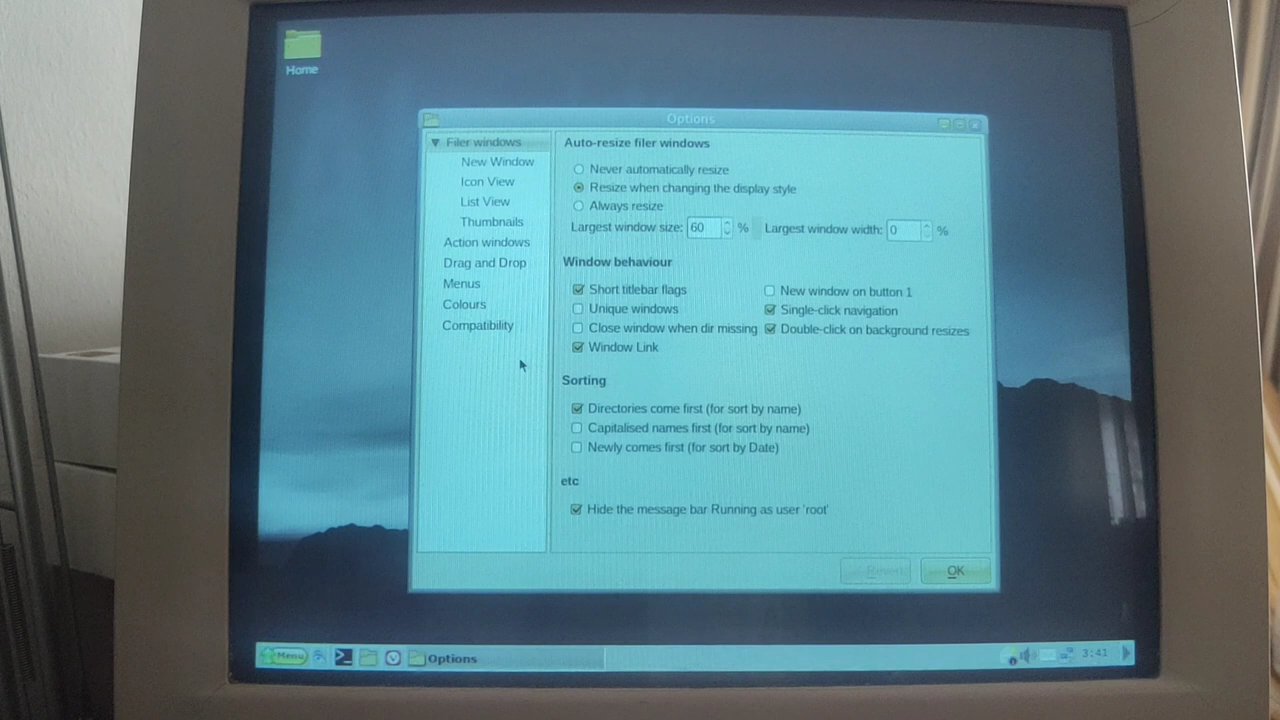 Home
Options
Filer windows
New Window
Icon View
List View
Thumbnails
Action windows
Drag and Drop
Menus
Colours
Compatibility
Auto-resize filer windows
Never automatically resize
Resize when changing the display style
Always resize
Largest window size: 60 % Largest window width: 0 %
Window behaviour
Short titlebar flags New window on button 1
Unique windows Single-click navigation
Close window when dir missing Double-click on background resizes
Window Link
Sorting
Directories come first (for sort by name)
Capitalised names first (for sort by name)
Newly comes first (for sort by Date)
etc
Hide the message bar Running as user 'root'
Revert OK
Menu Options 3:41